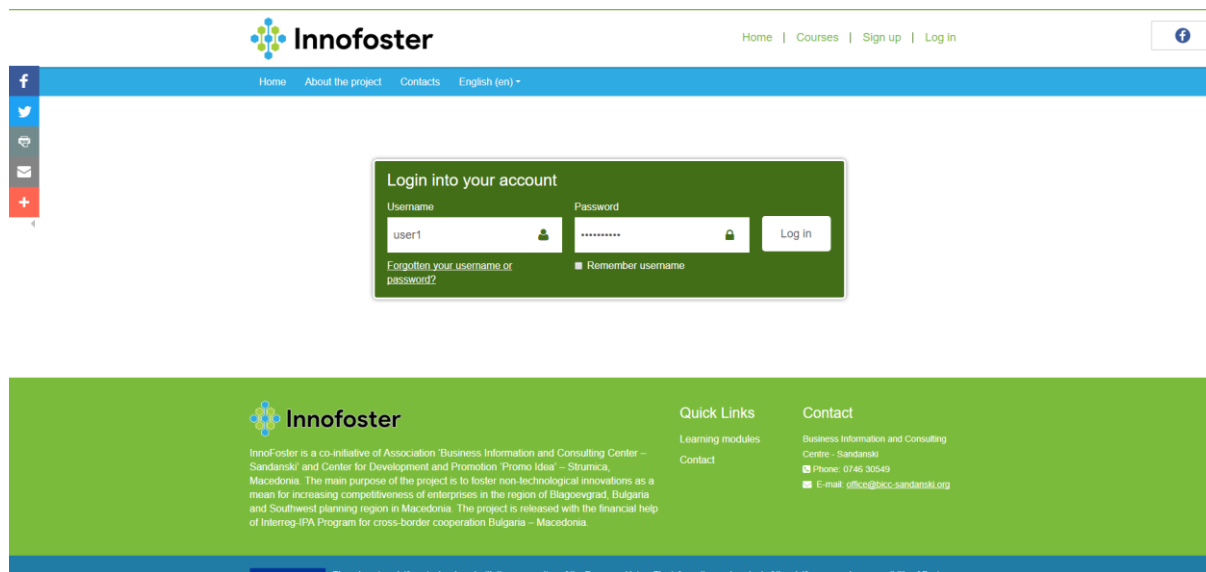 Innofoster
Home | Courses | Sign up | Log in
Home About the project Contacts English (en)
Login into your account
Username Password
user1 •••••••••• Log in
Forgotten your username or
password?
Remember username
Innofoster
InnoFoster is a co-initiative of Association 'Business Information and Consulting Center –
Sandanski' and Center for Development and Promotion 'Promo Idea' – Strumica,
Macedonia. The main purpose of the project is to foster non-technological innovations as a
mean for increasing competitiveness of enterprises in the region of Blagoevgrad, Bulgaria
and Southwest planning region in Macedonia. The project is released with the financial help
of Interreg-IPA Program for cross-border cooperation Bulgaria – Macedonia.
Quick Links
Learning modules
Contact
Contact
Business Information and Consulting
Centre - Sandanski
Phone: 0746 30549
E-mail: office@bicc-sandanski.org